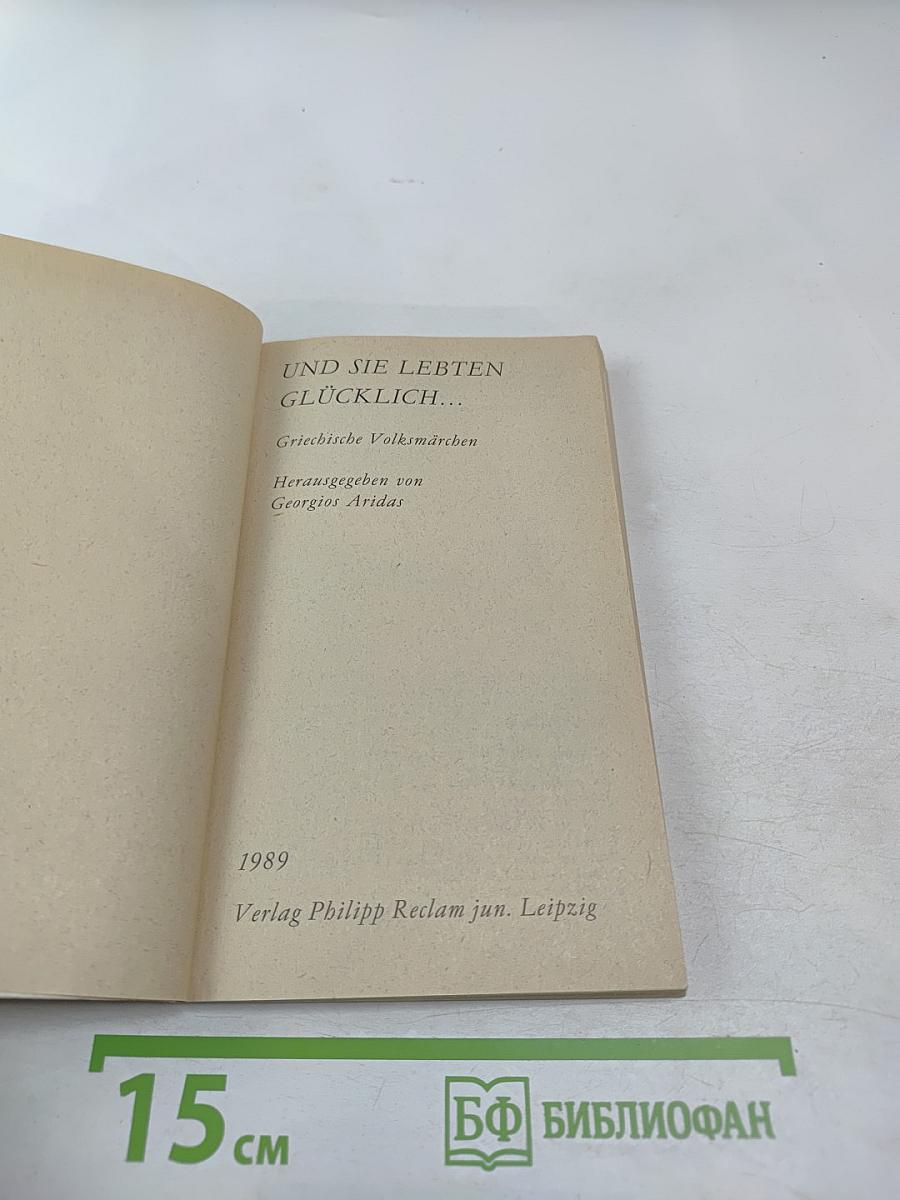 UND SIE LEBTEN
GLÜCKLICH...
Griechische Volksmärchen
Herausgegeben von
Georgios Aridas
1989
Verlag Philipp Reclam jun. Leipzig
15 см
БФ БИБЛИОФАН